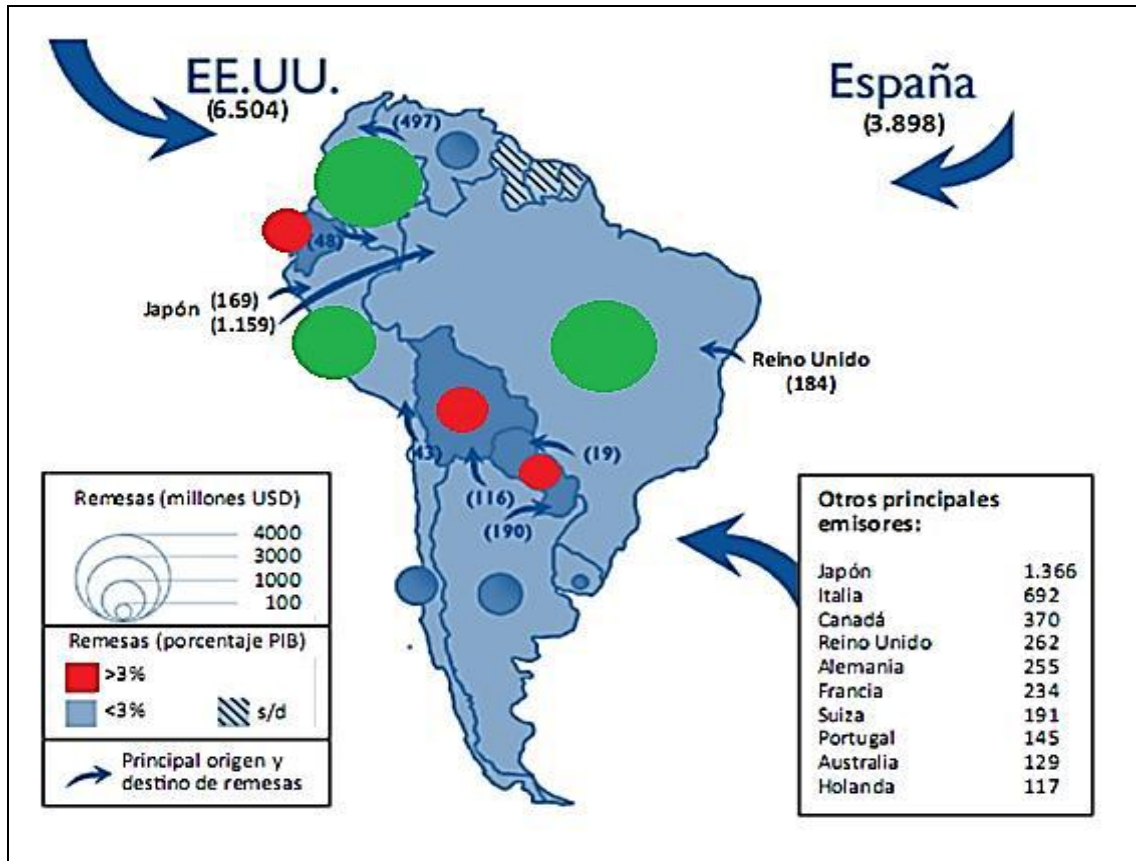 EE.UU.
(6.504)
España
(3.898)
(497)
(48)
Japón (169)
(1.159)
Reino Unido
(184)
(43)
(19)
(116)
(190)
Remesas (millones USD)
4000
3000
1000
100
Remesas (porcentaje PIB)
>3%
<3% s/d
Principal origen y
destino de remesas
Otros principales
emisores:
Japón 1.366
Italia 692
Canadá 370
Reino Unido 262
Alemania 255
Francia 234
Suiza 191
Portugal 145
Australia 129
Holanda 117